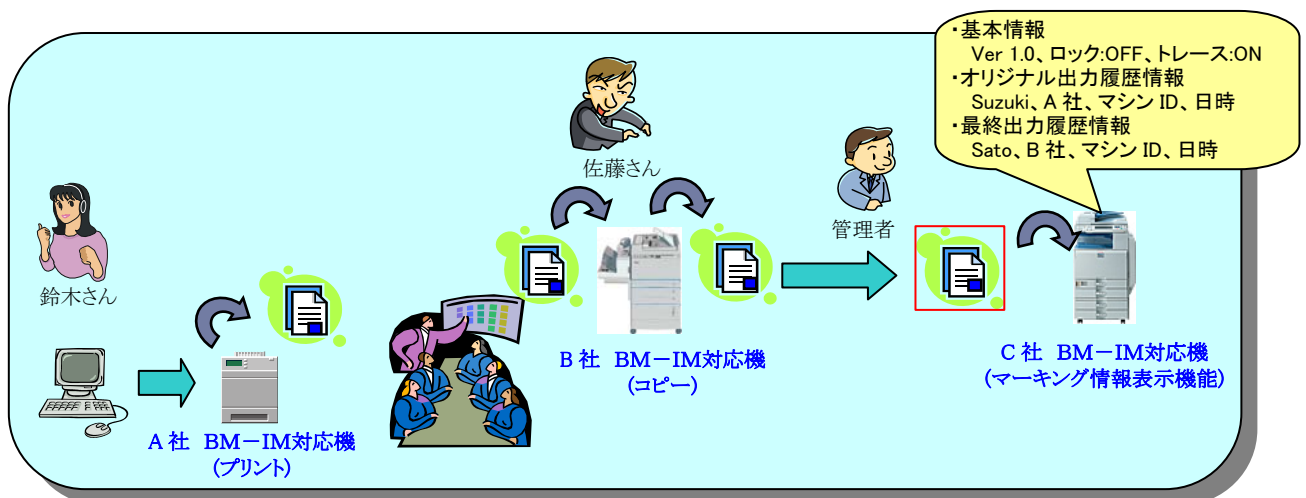 ・基本情報
Ver 1.0、ロック:OFF、トレース:ON
・オリジナル出力履歴情報
Suzuki、A 社、マシン ID、日時
・最終出力履歴情報
Sato、B 社、マシン ID、日時
佐藤さん
管理者
鈴木さん
B 社 BM－IM対応機
(コピー)
C 社 BM－IM対応機
(マーキング情報表示機能)
A 社 BM－IM対応機
(プリント)